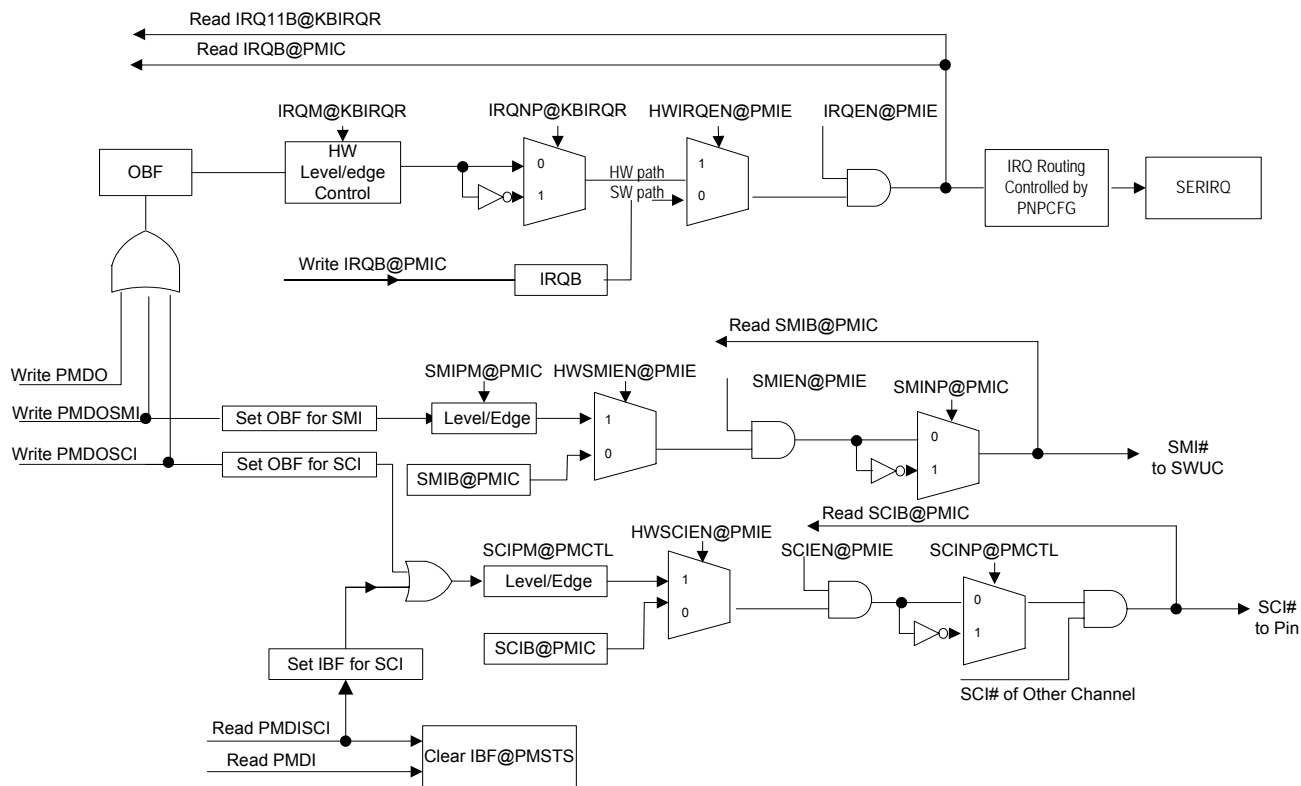 Read IRQ11B@KBIRQR
Read IRQB@PMIC
IRQM@KBIRQR
IRQNP@KBIRQR
HWIRQEN@PMIE
IRQEN@PMIE
OBF
HW
Level/edge
Control
0
1
HW path
SW path
1
0
IRQ Routing
Controlled by
PNPCFG
SERIRQ
Write IRQB@PMIC
IRQB
Read SMIB@PMIC
Write PMDO
SMIPM@PMIC
HWSMIEN@PMIE
SMIEN@PMIE
SMINP@PMIC
Write PMDOSMI
Set OBF for SMI
Level/Edge
1
0
0
1
SMI#
to SWUC
Write PMDOSCI
Set OBF for SCI
SMIB@PMIC
Read SCIB@PMIC
SCIPM@PMCTL
HWSCIEN@PMIE
SCIEN@PMIE
SCINP@PMCTL
Level/Edge
1
0
0
1
SCI#
to Pin
SCIB@PMIC
Set IBF for SCI
SCI# of Other Channel
Read PMDISCI
Read PMDI
Clear IBF@PMSTS